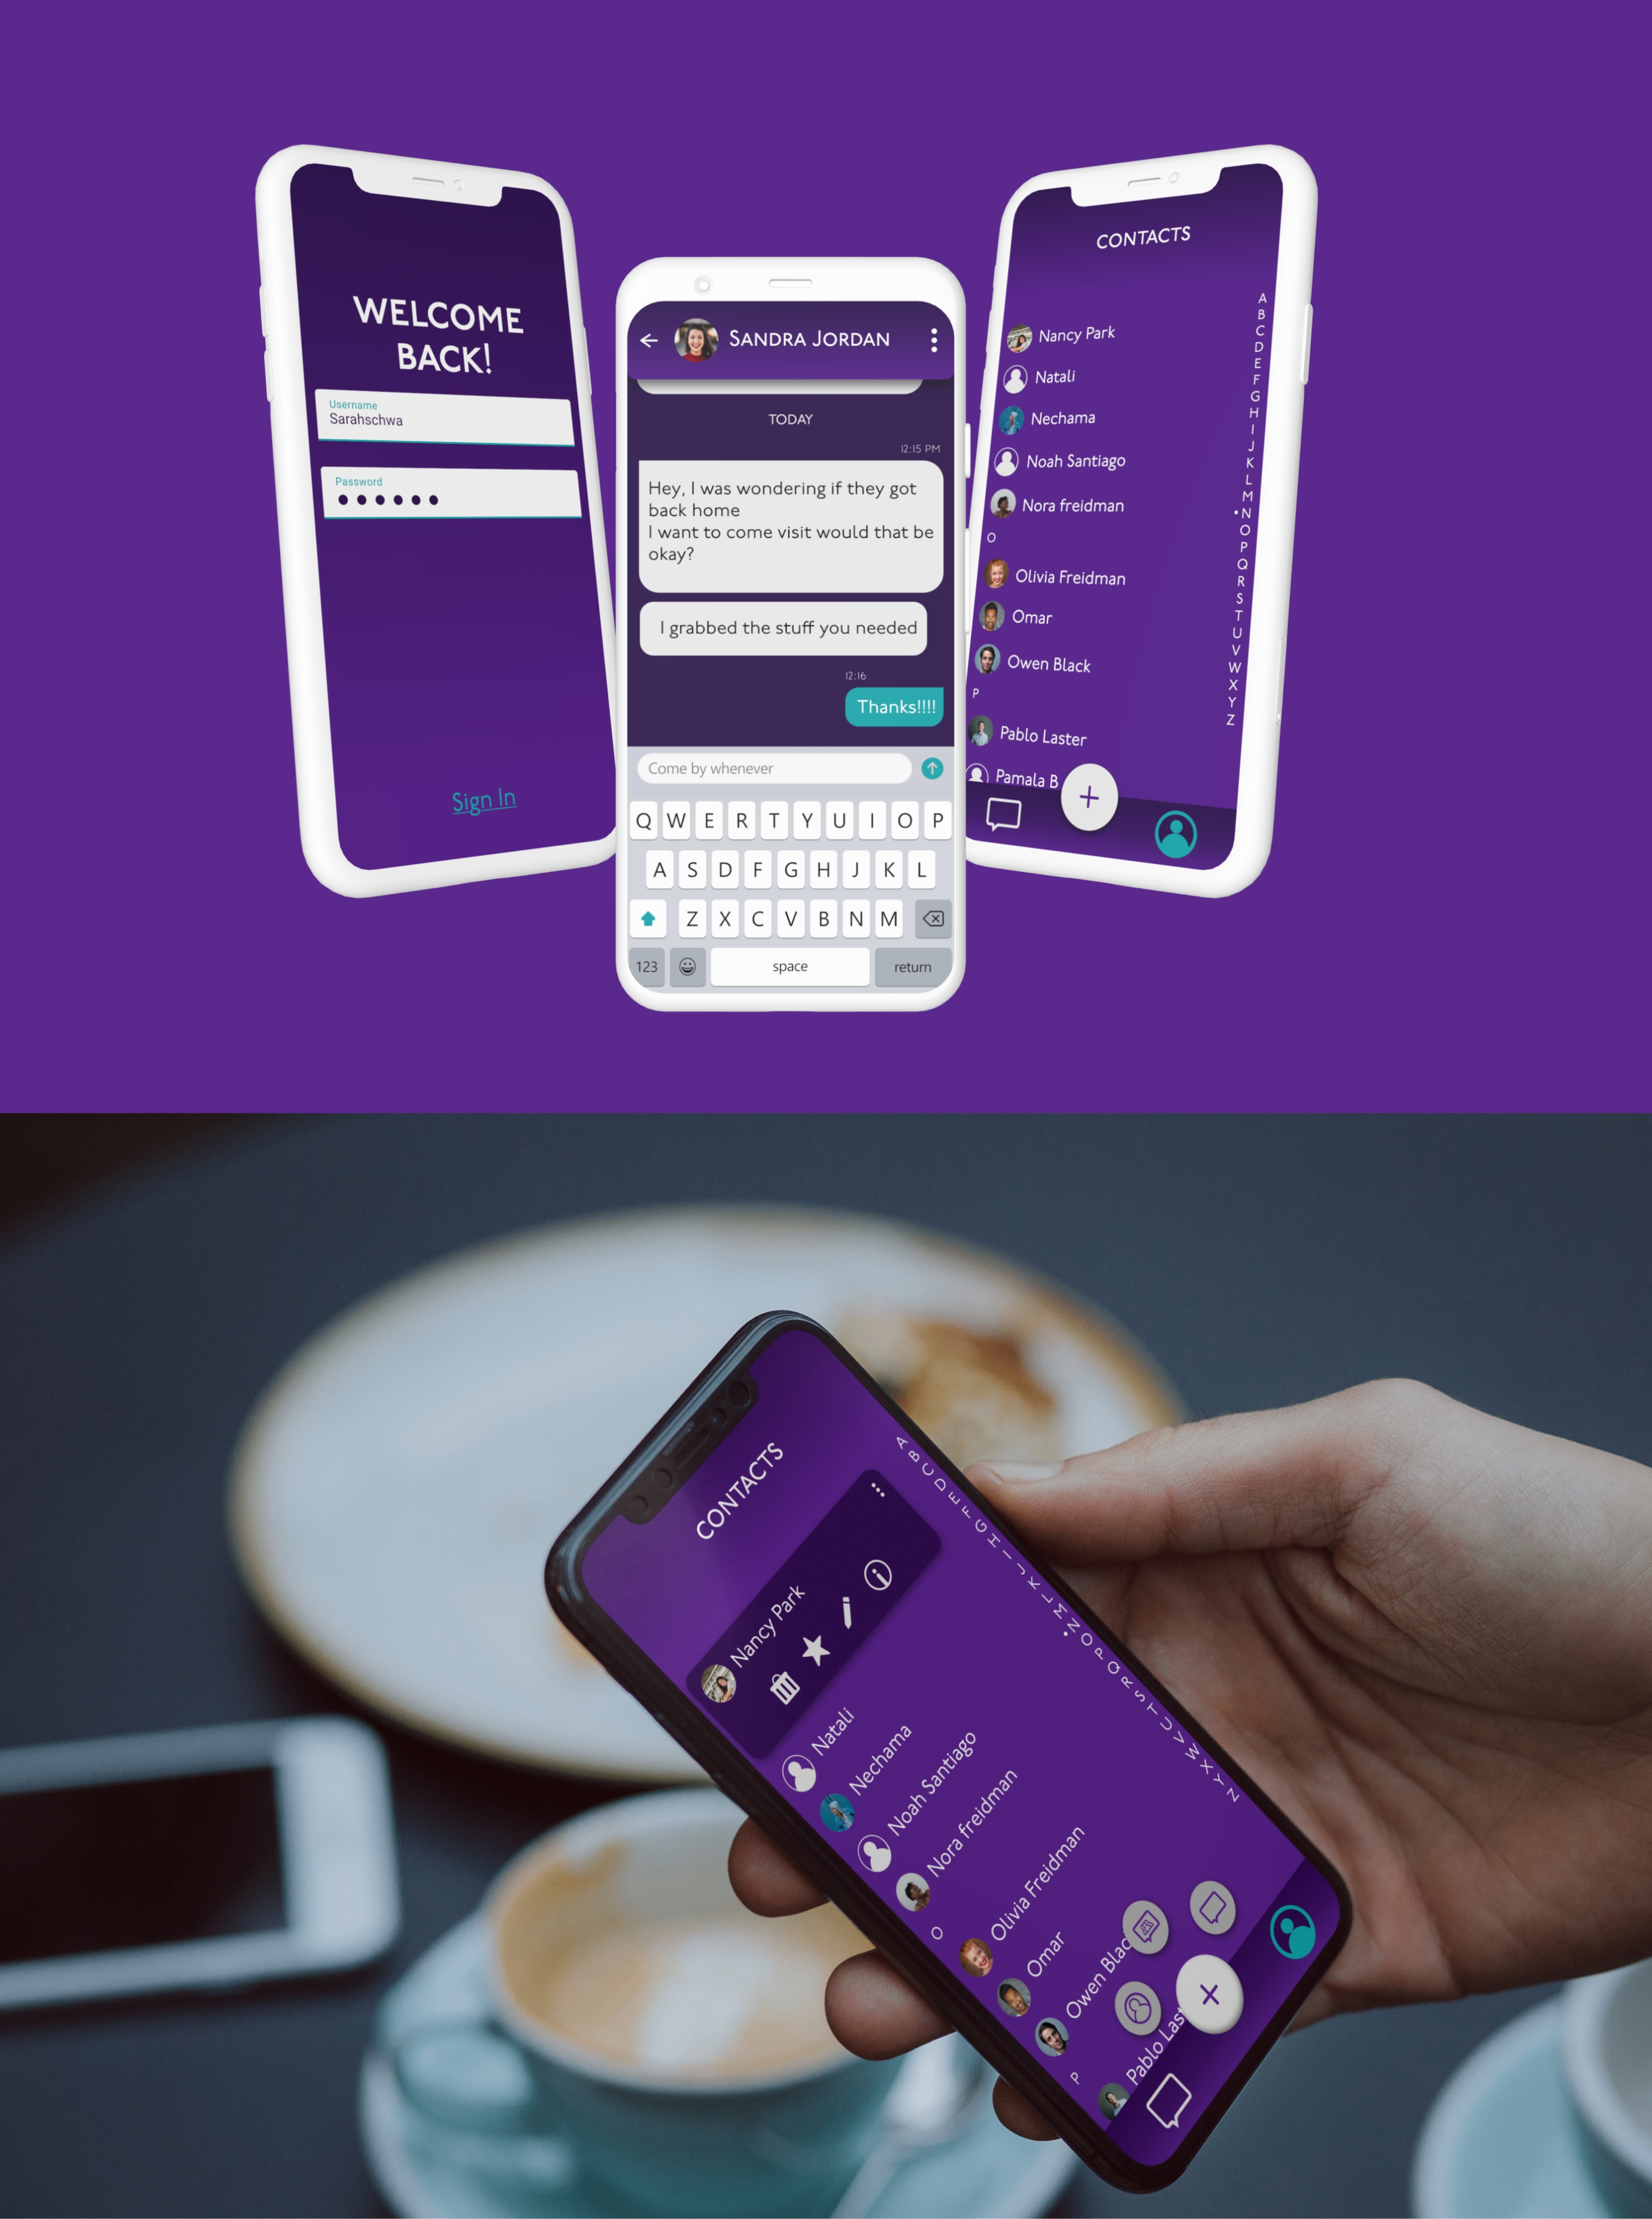 WELCOME
BACK!
Username
Sarahschwa
Password
Sign In
SANDRA JORDAN
TODAY
12:15 PM
Hey, I was wondering if they got
back home
I want to come visit would that be
okay?
I grabbed the stuff you needed
12:16
Thanks!!!!
Come by whenever
Q W E R T Y U I O P
A S D F G H J K L
Z X C V B N M
123
space
return
CONTACTS
Nancy Park
Natali
Nechama
Noah Santiago
Nora freidman
O
Olivia Freidman
Omar
Owen Black
P
Pablo Laster
Pamala B
A
B
C
D
E
F
G
H
I
J
K
L
M
N
O
P
Q
R
S
T
U
V
W
X
Y
Z
CONTACTS
Nancy Park
Natali
Nechama
Noah Santiago
Nora freidman
O
Olivia Freidman
Omar
Owen Blac
P
Pablo Last
A
B
C
D
E
F
G
H
I
J
K
L
M
N
O
P
Q
R
S
T
U
V
W
X
Y
Z